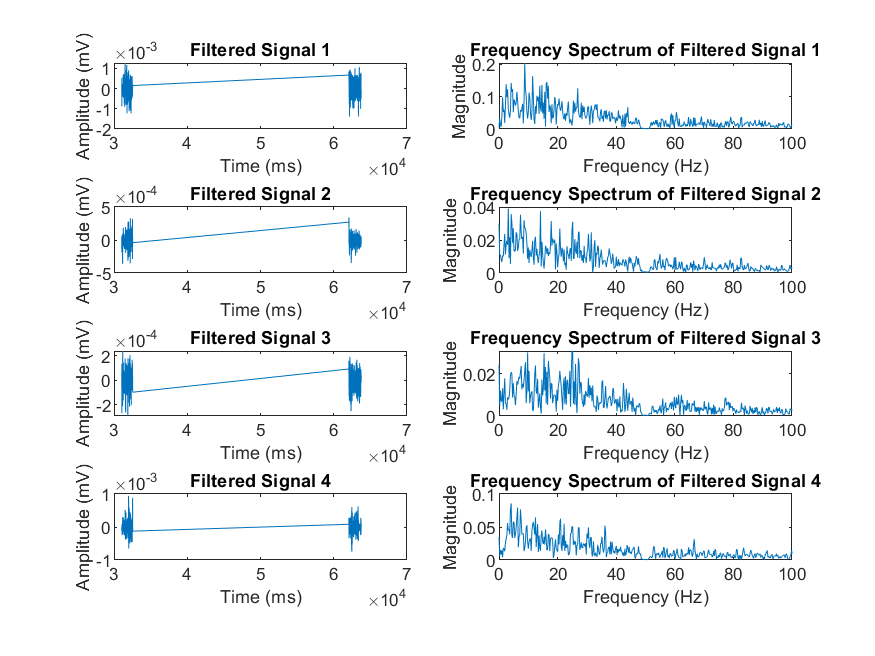 Filtered Signal 1
×10-3
Amplitude (mV)
1
0
-1
-2
3 4 5 6 7
Time (ms)
×104
Frequency Spectrum of Filtered Signal 1
Magnitude
0.2
0.1
0
0 20 40 60 80 100
Frequency (Hz)
Filtered Signal 2
×10-4
Amplitude (mV)
5
0
-5
3 4 5 6 7
Time (ms)
×104
Frequency Spectrum of Filtered Signal 2
Magnitude
0.04
0.02
0
0 20 40 60 80 100
Frequency (Hz)
Filtered Signal 3
×10-4
Amplitude (mV)
2
0
-2
3 4 5 6 7
Time (ms)
×104
Frequency Spectrum of Filtered Signal 3
Magnitude
0.02
0
0 20 40 60 80 100
Frequency (Hz)
Filtered Signal 4
×10-3
Amplitude (mV)
1
0
-1
3 4 5 6 7
Time (ms)
×104
Frequency Spectrum of Filtered Signal 4
Magnitude
0.1
0.05
0
0 20 40 60 80 100
Frequency (Hz)